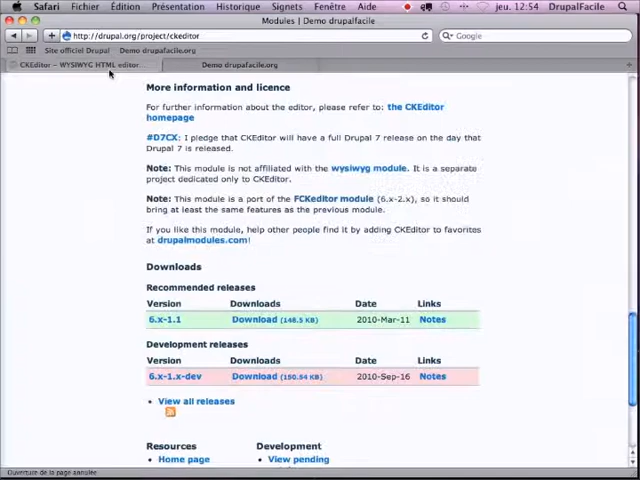 Safari Fichier Édition Présentation Historique Signets Fenêtre Aide jeu. 12:54 DrupalFacile
Modules | Demo drupalfacile
http://drupal.org/project/ckeditor Google
Site officiel Drupal Demo drupafacile.org
CKEditor – WYSIWYG HTML editor... Demo drupalfacile.org
More information and licence
For further information about the editor, please refer to: the CKEditor
homepage
#D7CX: I pledge that CKEditor will have a full Drupal 7 release on the day that
Drupal 7 is released.
Note: This module is not affiliated with the wysiwyg module. It is a separate
project dedicated only to CKEditor.
Note: This module is a port of the FCKeditor module (6.x-2.x), so it should
bring at least the same features as the previous module.
If you like this module, help other people find it by adding CKEditor to favorites
at drupalmodules.com!
Downloads
Recommended releases
Version Downloads Date Links
6.x-1.1 Download (148.5 KB) 2010-Mar-11 Notes
Development releases
Version Downloads Date Links
6.x-1.x-dev Download (150.54 KB) 2010-Sep-16 Notes
• View all releases
Resources Development
• Home page • View pending
Ouverture de la page annulée